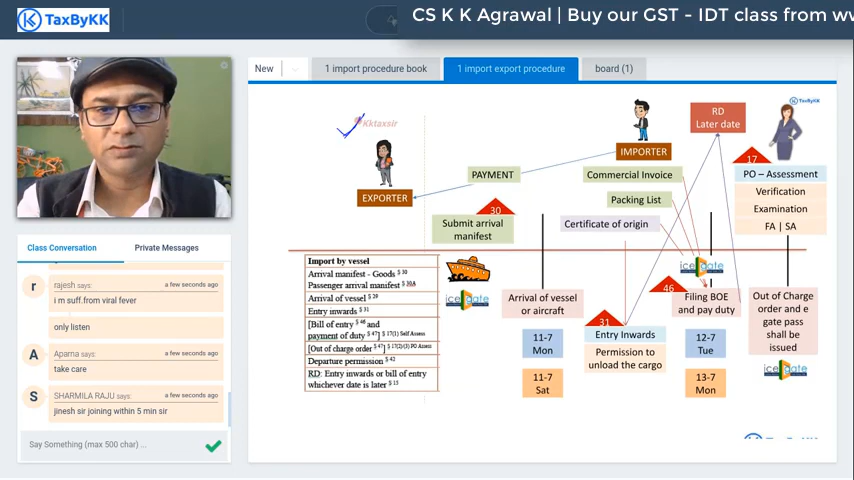 TaxByKK
CS K K Agrawal | Buy our GST - IDT class from ww
New
1 import procedure book
1 import export procedure
board (1)
Kktaxsir
TaxByKK
EXPORTER
PAYMENT
IMPORTER
Commercial Invoice
Packing List
Certificate of origin
RD
Later date
17
PO – Assessment
Verification
Examination
FA | SA
30
Submit arrival
manifest
Import by vessel
Arrival manifest - Goods § 30
Passenger arrival manifest § 30A
Arrival of vessel § 29
Entry inwards § 31
[Bill of entry § 46 and
payment of duty § 47] § 17(1) Self Assess
[Out of charge order § 47] § 17(2)/(3) PO Assess
Departure permission § 42
RD: Entry inwards or bill of entry
whichever date is later § 15
icegate
Arrival of vessel
or aircraft
11-7
Mon
11-7
Sat
31
Entry Inwards
Permission to
unload the cargo
icegate
46
Filing BOE
and pay duty
12-7
Tue
13-7
Mon
Out of Charge
order and e
gate pass
shall be
issued
icegate
Class Conversation
Private Messages
r
rajesh says:
a few seconds ago
i m suff.from viral fever
only listen
A
Aparna says:
a few seconds ago
take care
S
SHARMILA RAJU says:
a few seconds ago
jinesh sir joining within 5 min sir
Say Something (max 500 char) ...